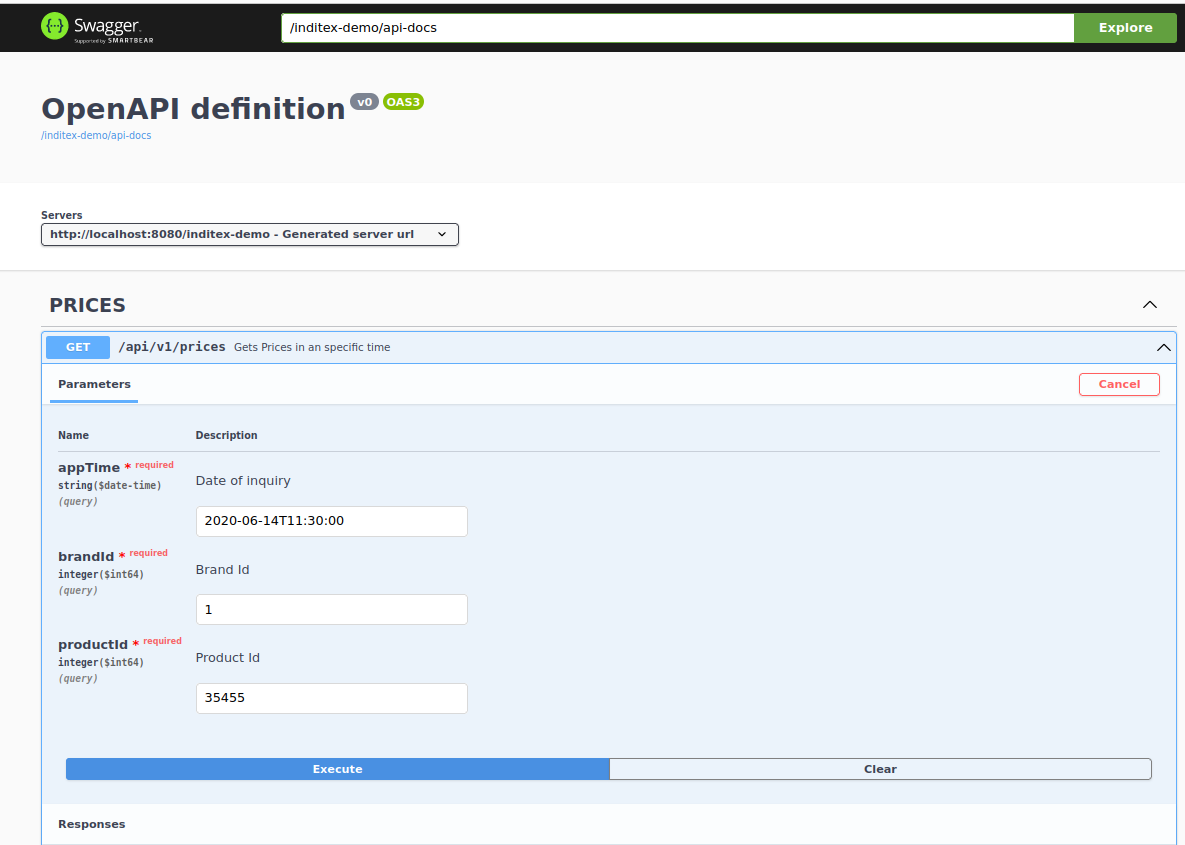 Swagger.
Supported by SMARTBEAR
/inditex-demo/api-docs
Explore
OpenAPI definition v0 OAS3
/inditex-demo/api-docs
Servers
http://localhost:8080/inditex-demo - Generated server url
PRICES
GET /api/v1/prices Gets Prices in an specific time
Parameters
Cancel
Name Description
appTime * required
string($date-time)
(query)
Date of inquiry
2020-06-14T11:30:00
brandId * required
integer($int64)
(query)
Brand Id
1
productId * required
integer($int64)
(query)
Product Id
35455
Execute
Clear
Responses